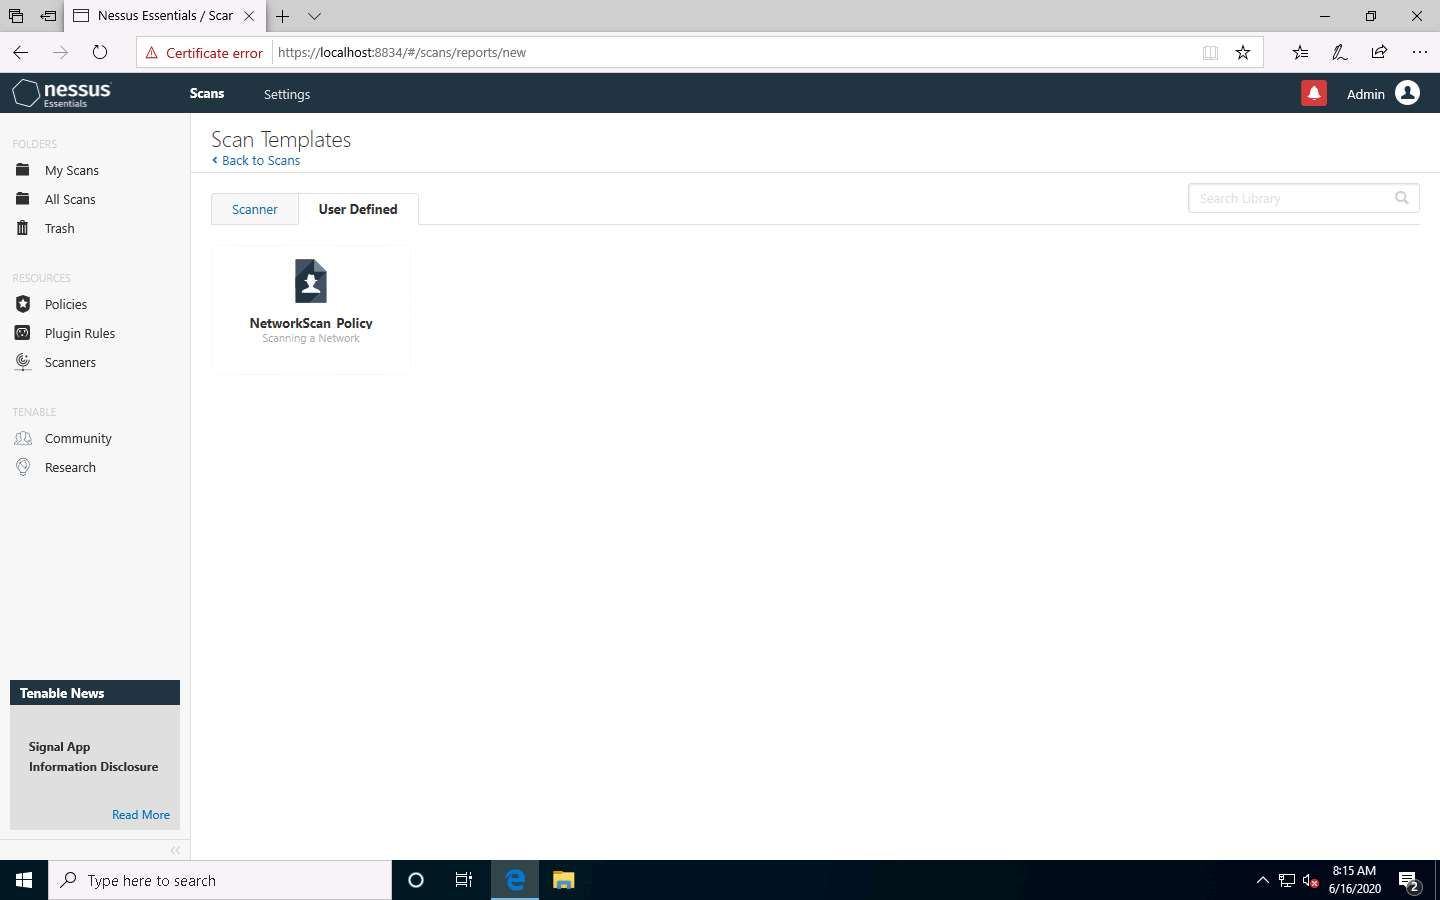 Nessus Essentials / Scar
Certificate error
https://localhost:8834/#/scans/reports/new
nessus
Essentials
Scans
Settings
Admin
FOLDERS
My Scans
All Scans
Trash
RESOURCES
Policies
Plugin Rules
Scanners
TENABLE
Community
Research
Tenable News
Signal App
Information Disclosure
Read More
Scan Templates
Back to Scans
Scanner
User Defined
Search Library
NetworkScan_Policy
Scanning a Network
Type here to search
8:15 AM
6/16/2020
2